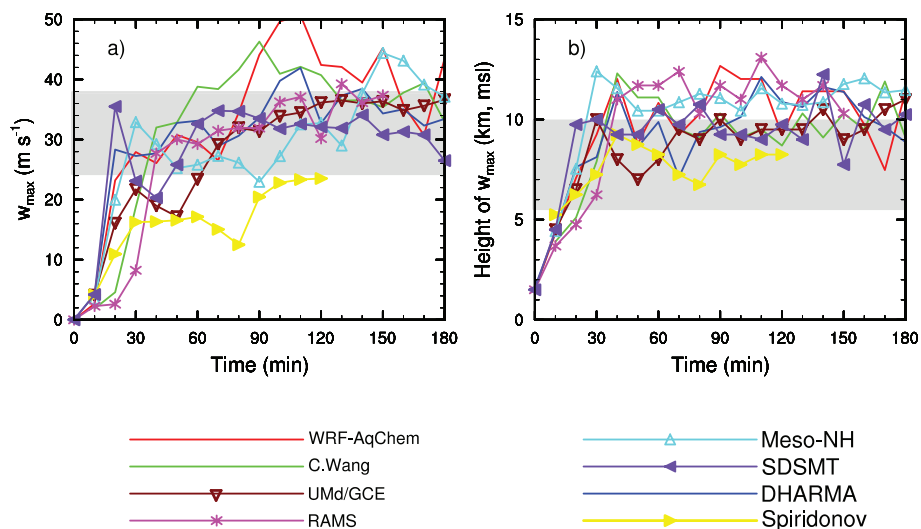 a)
50
40
30
20
10
0
w max (m s-1)
0 30 60 90 120 150 180
Time (min)
b)
15
10
5
0
Height of w max (km, msl)
0 30 60 90 120 150 180
Time (min)
WRF-AqChem
C.Wang
UMd/GCE
RAMS
Meso-NH
SDSMT
DHARMA
Spiridonov